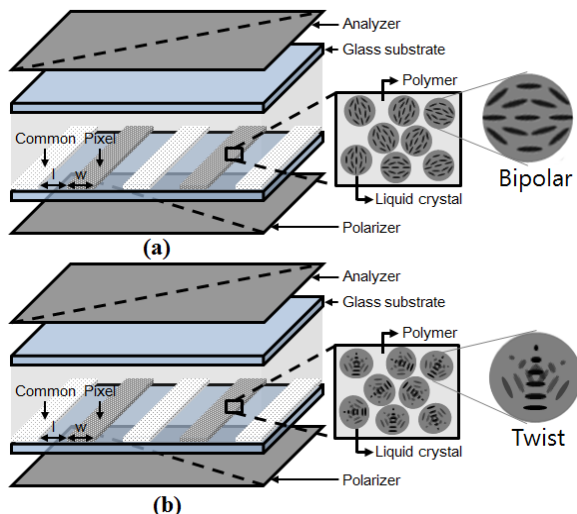 Analyzer
Glass substrate
Polymer
Common Pixel
l w
Bipolar
Liquid crystal
Polarizer
(a)
Analyzer
Glass substrate
Polymer
Common Pixel
l w
Twist
Liquid crystal
Polarizer
(b)